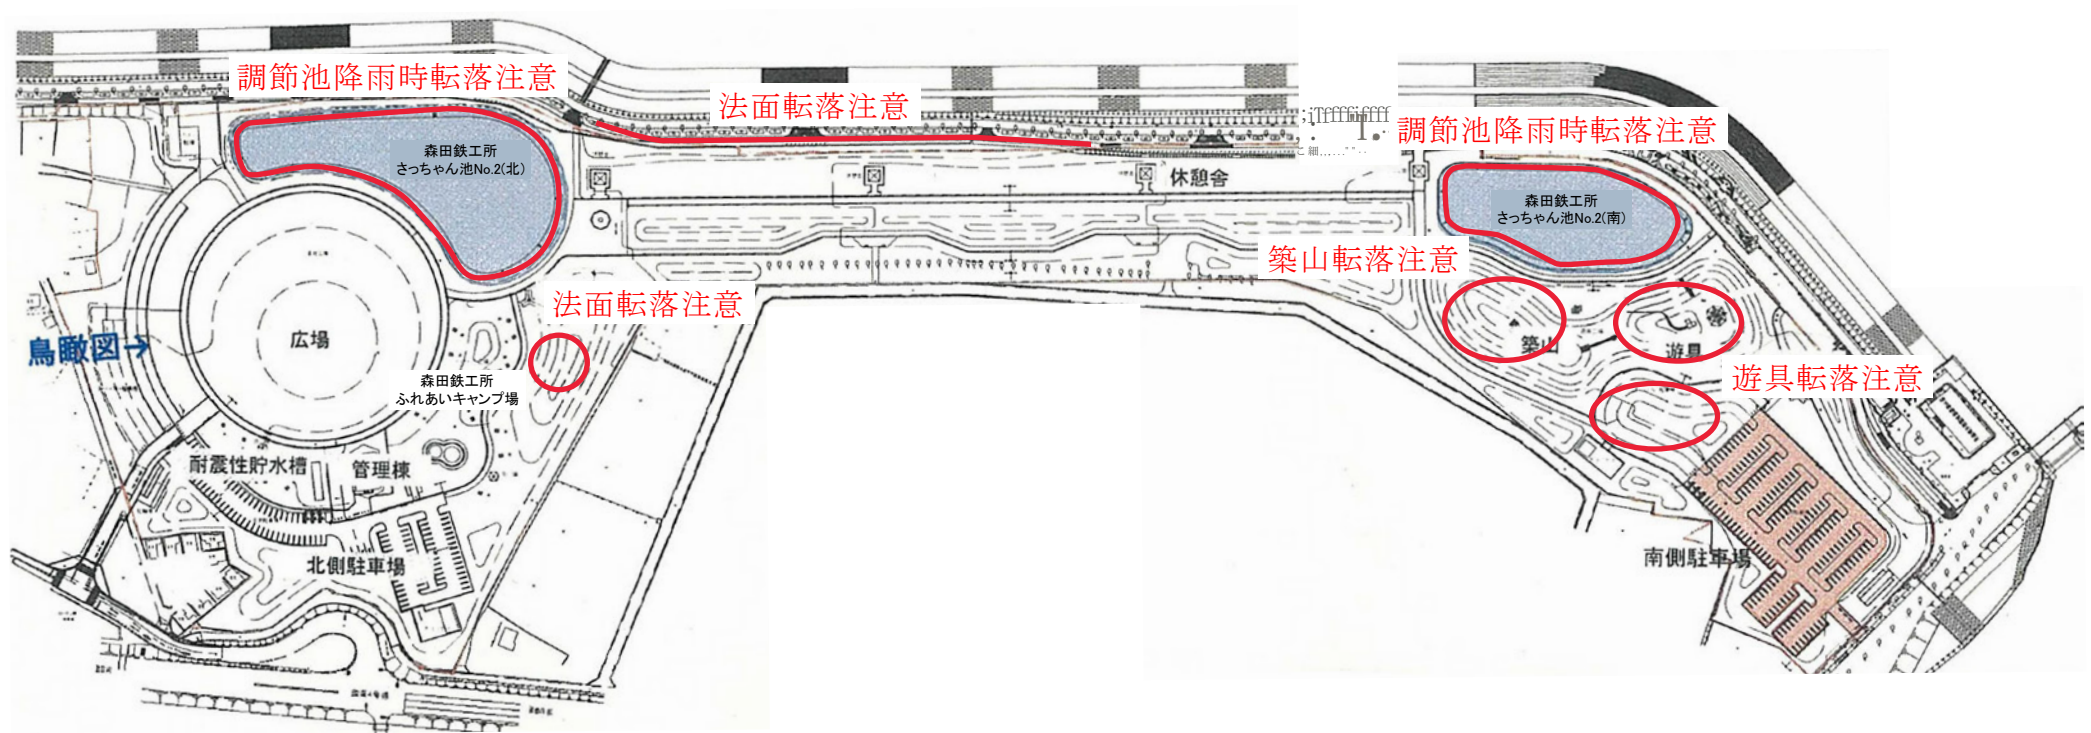 調節池降雨時転落注意
法面転落注意
調節池降雨時転落注意
森田鉄工所
さっちゃん池No.2(北)
休憩舎
森田鉄工所
さっちゃん池No.2(南)
築山転落注意
法面転落注意
鳥瞰図→
広場
築山
遊具
遊具転落注意
森田鉄工所
ふれあいキャンプ場
耐震性貯水槽
管理棟
北側駐車場
南側駐車場